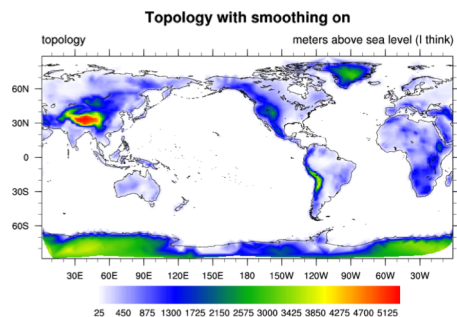 Topology with smoothing on
topology meters above sea level (I think)
60N
30N
0
30S
60S
30E 60E 90E 120E 150E 180 150W 120W 90W 60W 30W
25 450 875 1300 1725 2150 2575 3000 3425 3850 4275 4700 5125